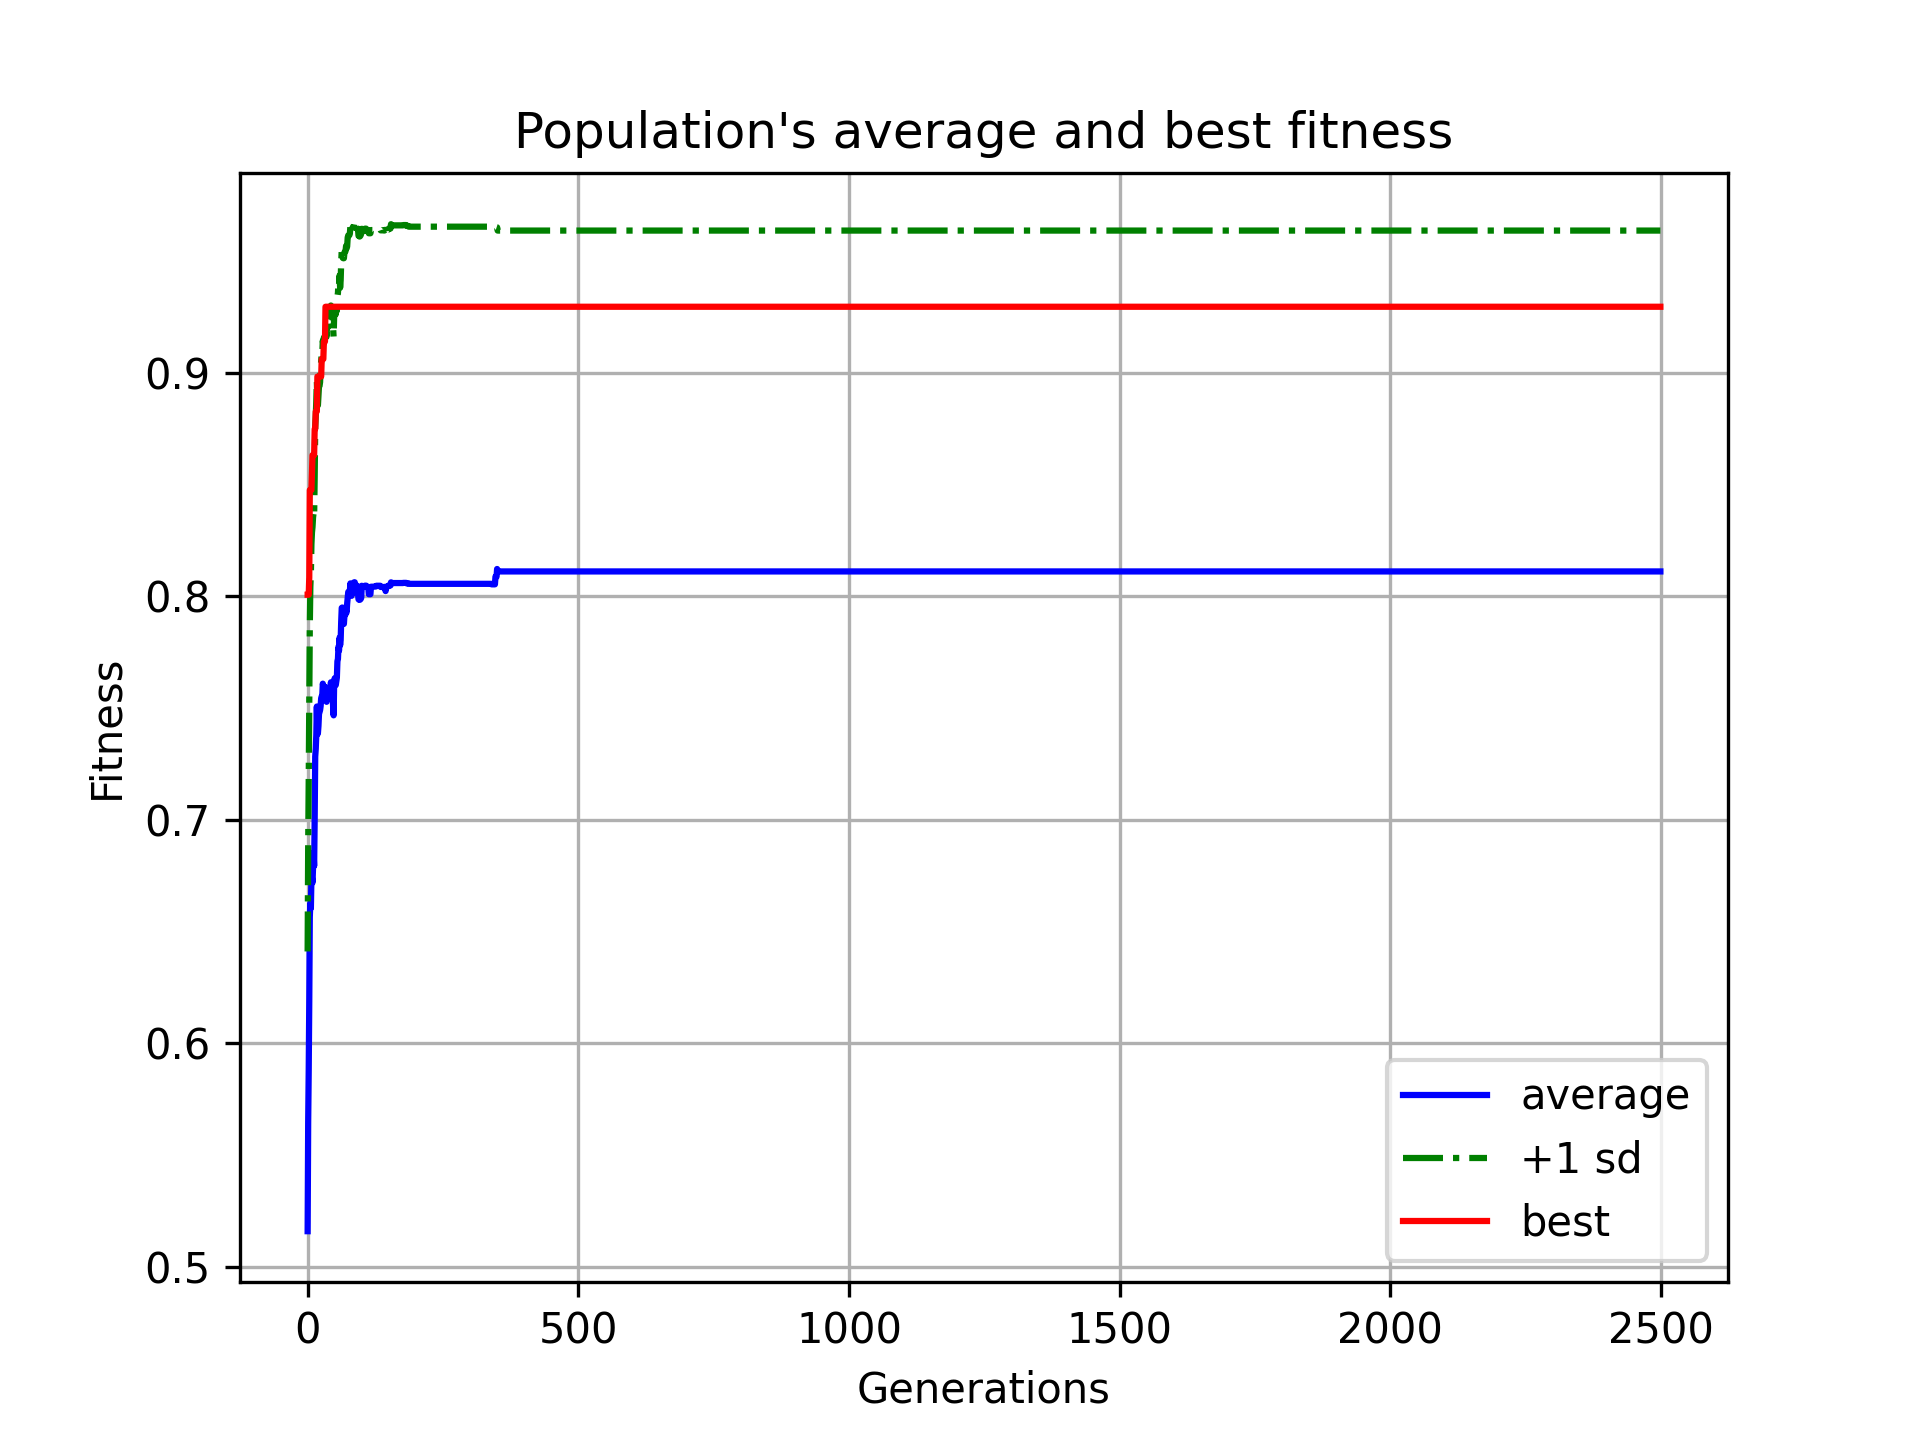 Population's average and best fitness
Fitness
0.9
0.8
0.7
0.6
0.5
average
+1 sd
best
0 500 1000 1500 2000 2500
Generations